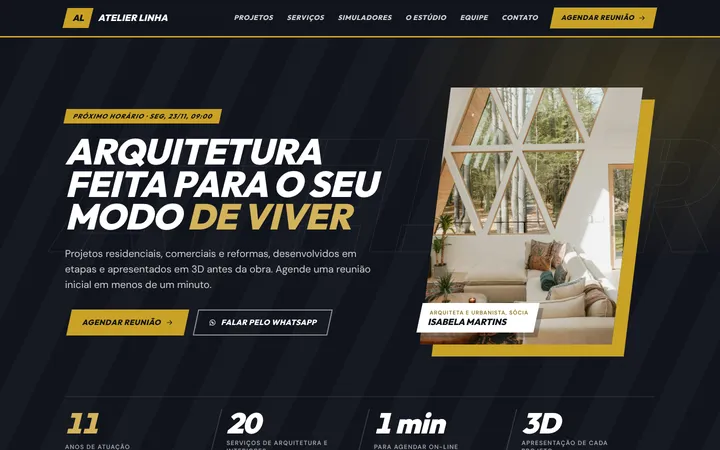 AL ATELIER LINHA PROJETOS SERVIÇOS SIMULADORES O ESTÚDIO EQUIPE CONTATO AGENDAR REUNIÃO →
PRÓXIMO HORÁRIO · SEG, 23/11, 09:00
ARQUITETURA
FEITA PARA O SEU
MODO DE VIVER
Projetos residenciais, comerciais e reformas, desenvolvidos em
etapas e apresentados em 3D antes da obra. Agende uma reunião
inicial em menos de um minuto.
AGENDAR REUNIÃO → FALAR PELO WHATSAPP
ARQUITETA E URBANISTA, SÓCIA
ISABELA MARTINS
11 20 1 min 3D
ANOS DE ATUAÇÃO SERVIÇOS DE ARQUITETURA E PARA AGENDAR ON-LINE APRESENTAÇÃO DE CADA